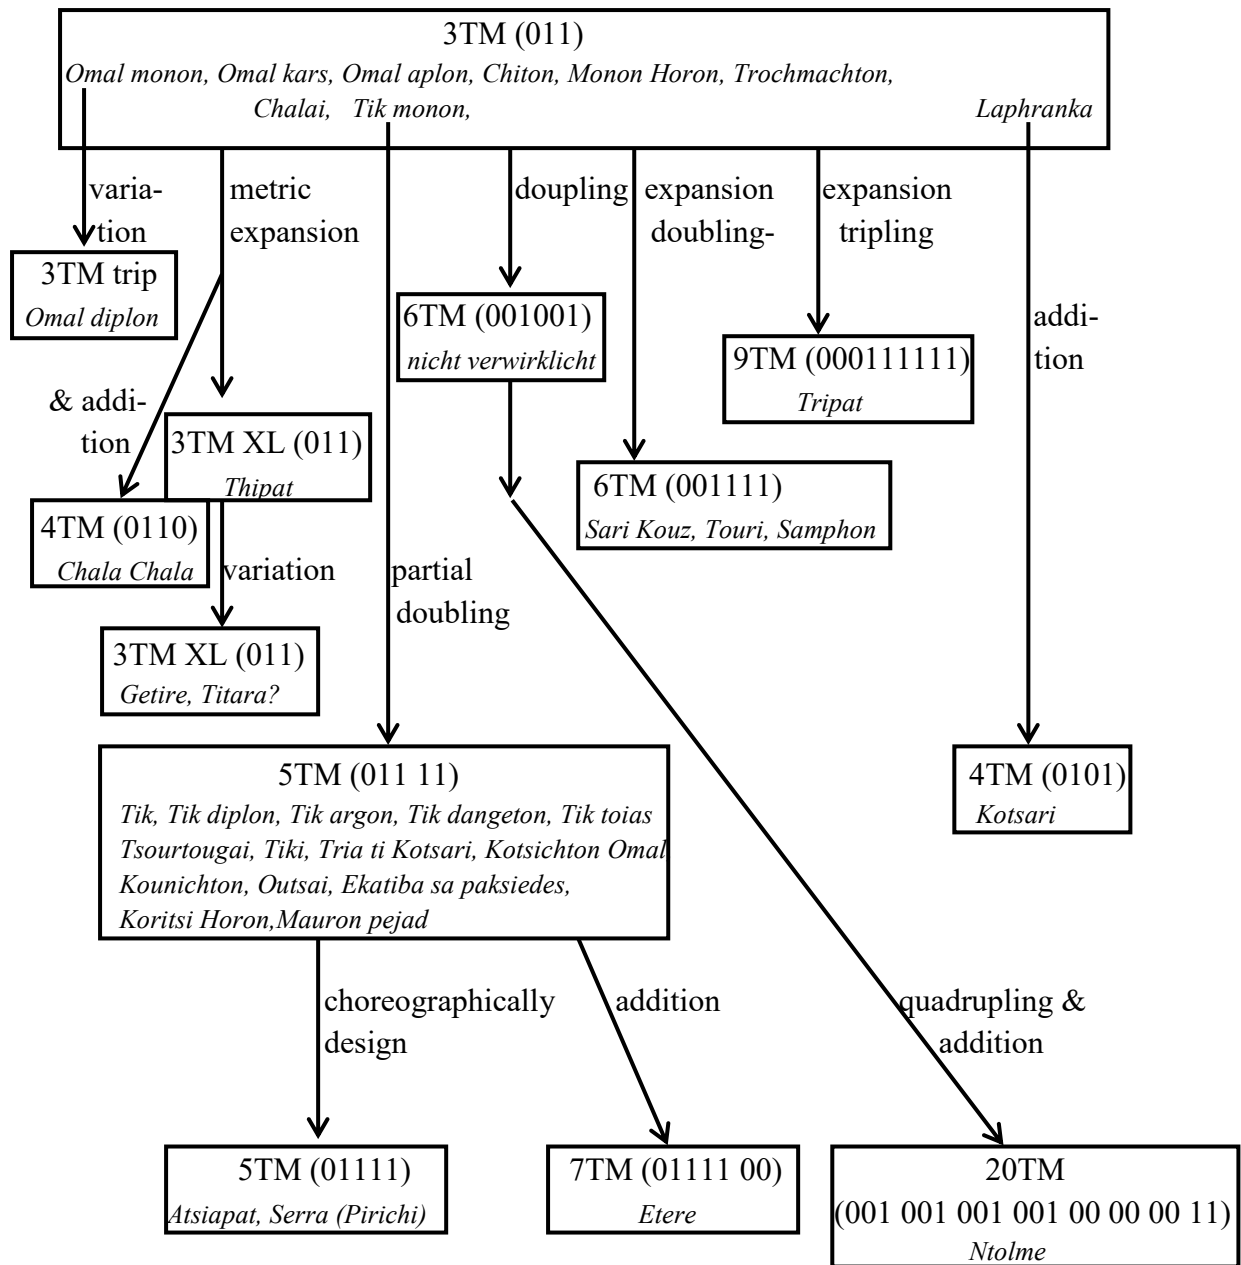 3TM (011)
Omal monon, Omal kars, Omal aplon, Chiton, Monon Horon, Trochmachton,
Chalai, Tik monon, Laphranka
varia-
tion
metric
expansion
doupling
expansion
doubling-
expansion
tripling
addi-
tion
3TM trip
Omal diplon
6TM (001001)
nicht verwirklicht
9TM (000111111)
Tripat
& addi-
tion
3TM XL (011)
Thipat
6TM (001111)
Sari Kouz, Touri, Samphon
4TM (0110)
Chala Chala
variation
partial
doubling
3TM XL (011)
Getire, Titara?
5TM (011 11)
Tik, Tik diplon, Tik argon, Tik dangeton, Tik toias
Tsourtougai, Tiki, Tria ti Kotsari, Kotsichton Omal
Kounichton, Outsai, Ekatiba sa paksiedes,
Koritsi Horon,Mauron pejad
4TM (0101)
Kotsari
choreographically
design
addition
quadrupling &
addition
5TM (01111)
Atsiapat, Serra (Pirichi)
7TM (01111 00)
Etere
20TM
(001 001 001 001 00 00 00 11)
Ntolme